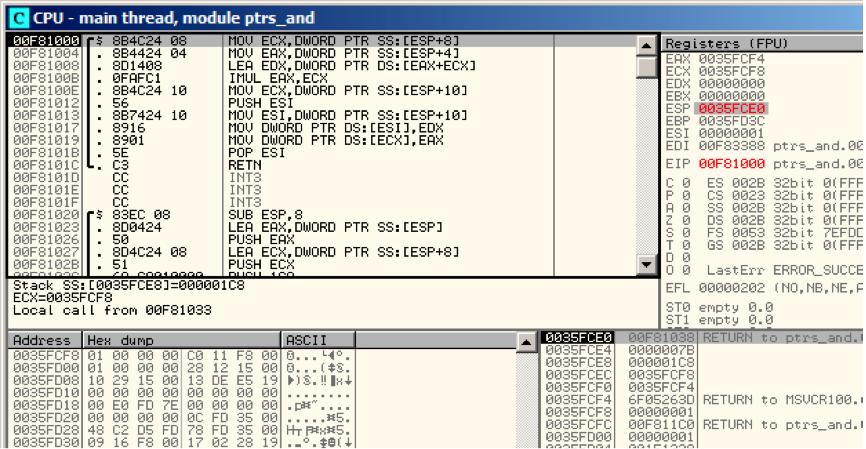 CPU - main thread, module ptrs_and
00F81000 $ 8B4C24 08 MOV ECX,DWORD PTR SS:[ESP+8]
00F81004 . 8B4424 04 MOV EAX,DWORD PTR SS:[ESP+4]
00F81008 . 8D1408 LEA EDX,DWORD PTR DS:[EAX+ECX]
00F8100B . 0FAFC1 IMUL EAX,ECX
00F8100E . 8B4C24 10 MOV ECX,DWORD PTR SS:[ESP+10]
00F81012 . 56 PUSH ESI
00F81013 . 8B7424 10 MOV ESI,DWORD PTR SS:[ESP+10]
00F81017 . 8916 MOV DWORD PTR DS:[ESI],EDX
00F81019 . 8901 MOV DWORD PTR DS:[ECX],EAX
00F8101B . 5E POP ESI
00F8101C . C3 RETN
00F8101D CC INT3
00F8101E CC INT3
00F8101F CC INT3
00F81020 $ 83EC 08 SUB ESP,8
00F81023 . 8D0424 LEA EAX,DWORD PTR SS:[ESP]
00F81026 . 50 PUSH EAX
00F81027 . 8D4C24 08 LEA ECX,DWORD PTR SS:[ESP+8]
00F8102B . 51 PUSH ECX
Stack SS:[0035FCE8]=000001C8
ECX=0035FCF8
Local call from 00F81033
Registers (FPU)
EAX 0035FCF4
ECX 0035FCF8
EDX 00000000
EBX 00000000
ESP 0035FCE0
EBP 0035FD3C
ESI 00000001
EDI 00F83388 ptrs_and.00
EIP 00F81000 ptrs_and.00
C 0 ES 002B 32bit 0(FFF
P 0 CS 0023 32bit 0(FFF
A 0 SS 002B 32bit 0(FFF
Z 0 DS 002B 32bit 0(FFF
S 0 FS 0053 32bit 7EFDD
T 0 GS 002B 32bit 0(FFF
D 0
O 0 LastErr ERROR_SUCCE
EFL 00000202 (NO,NB,NE,A
ST0 empty 0.0
ST1 empty 0.0
Address Hex dump ASCII
0035FCF8 01 00 00 00 C0 11 F8 00
0035FD00 01 00 00 00 28 12 15 00
0035FD08 10 29 15 00 13 DE E5 19
0035FD10 00 00 00 00 00 00 00 00
0035FD18 00 E0 FD 7E 00 00 00 00
0035FD20 00 00 00 00 0C FD 35 00
0035FD28 48 C2 D5 FD 78 FD 35 00
0035FD30 09 16 F8 00 17 02 28 19
0035FCE0 00F81038 RETURN to ptrs_and.
0035FCE4 0000007B
0035FCE8 000001C8
0035FCEC 0035FCF8
0035FCF0 0035FCF4
0035FCF4 6F05263D RETURN to MSVCR100.
0035FCF8 00000001
0035FCFC 00F811C0 RETURN to ptrs_and.
0035FD00 00000001